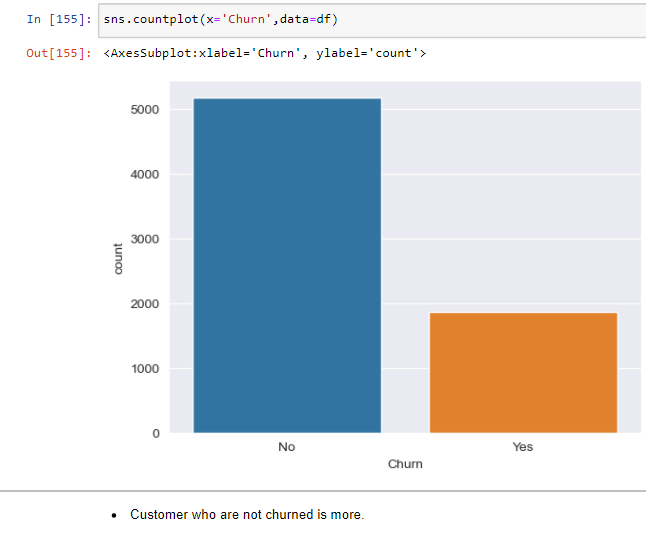 In [155]: sns.countplot(x='Churn',data=df)
Out[155]: <AxesSubplot:xlabel='Churn', ylabel='count'>
5000
4000
3000
2000
1000
0
count
No Yes
Churn
• Customer who are not churned is more.